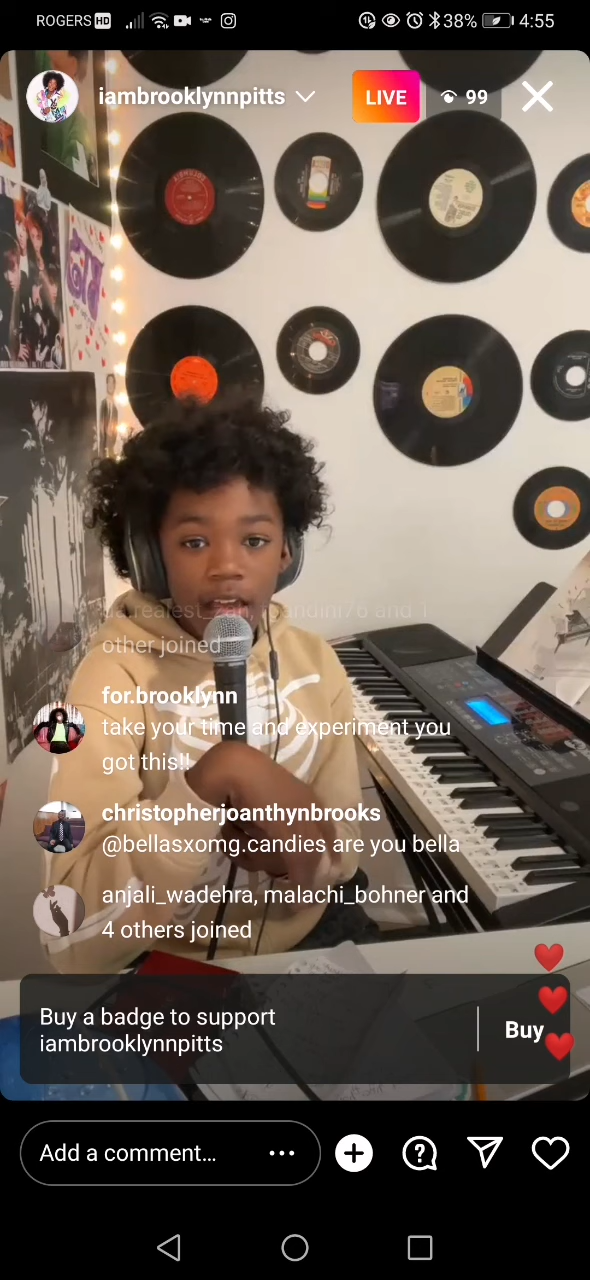 ROGERS HD 38% 4:55
iambrooklynnpitts LIVE 99
and 1
other joined
for.brooklynn
take your time and experiment you
got this!!
christopherjoanthynbrooks
@bellasxomg.candies are you bella
anjali_wadehra, malachi_bohner and
4 others joined
Buy a badge to support
iambrooklynnpitts
Buy
Add a comment...